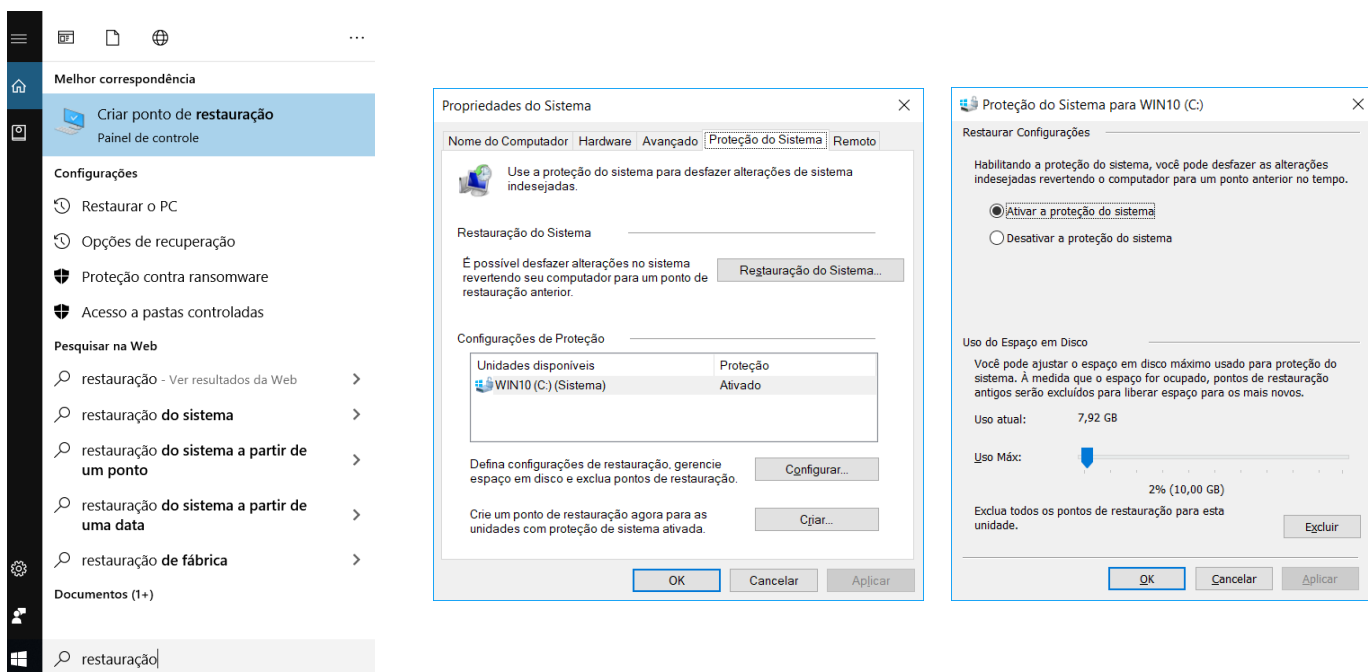 Melhor correspondência
Criar ponto de restauração
Painel de controle
Configurações
Restaurar o PC
Opções de recuperação
Proteção contra ransomware
Acesso a pastas controladas
Pesquisar na Web
restauração - Ver resultados da Web
restauração do sistema
restauração do sistema a partir de
um ponto
restauração do sistema a partir de
uma data
restauração de fábrica
Documentos (1+)
restauração
Propriedades do Sistema
Nome do Computador Hardware Avançado Proteção do Sistema Remoto
Use a proteção do sistema para desfazer alterações de sistema
indesejadas.
Restauração do Sistema
É possível desfazer alterações no sistema
revertendo seu computador para um ponto de
restauração anterior.
Restauração do Sistema...
Configurações de Proteção
Unidades disponíveis Proteção
WIN10 (C:) (Sistema) Ativado
Defina configurações de restauração, gerencie
espaço em disco e exclua pontos de restauração.
Configurar...
Crie um ponto de restauração agora para as
unidades com proteção de sistema ativada.
Criar...
OK Cancelar Aplicar
Proteção do Sistema para WIN10 (C:)
Restaurar Configurações
Habilitando a proteção do sistema, você pode desfazer as alterações
indesejadas revertendo o computador para um ponto anterior no tempo.
Ativar a proteção do sistema
Desativar a proteção do sistema
Uso do Espaço em Disco
Você pode ajustar o espaço em disco máximo usado para proteção do
sistema. À medida que o espaço for ocupado, pontos de restauração
antigos serão excluídos para liberar espaço para os mais novos.
Uso atual: 7,92 GB
Uso Máx:
2% (10,00 GB)
Exclua todos os pontos de restauração para esta
unidade.
Excluir
OK Cancelar Aplicar